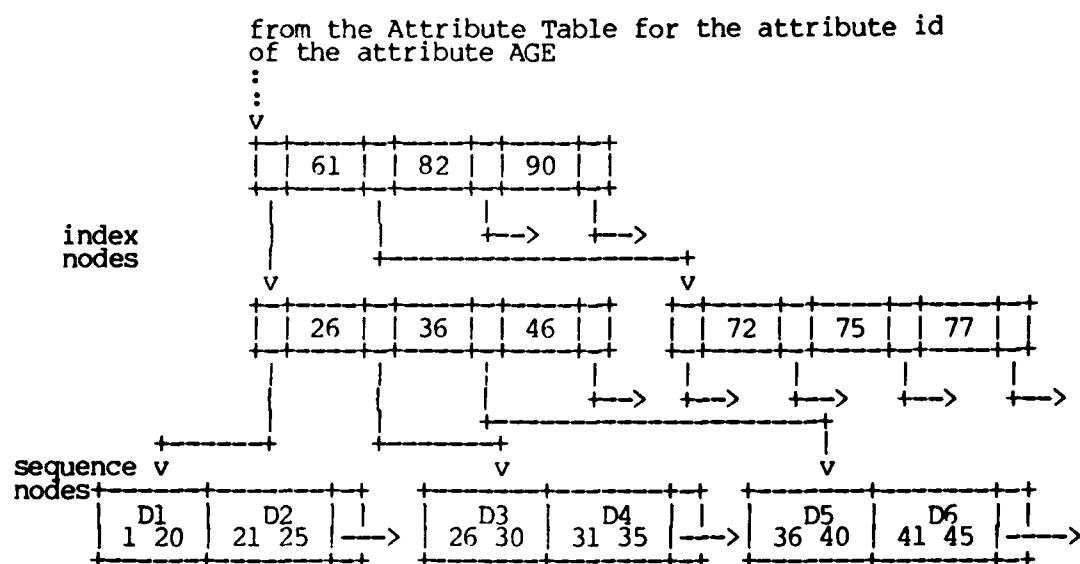 from the Attribute Table for the attribute id
of the attribute AGE
61 82 90
index
nodes
26 36 46 72 75 77
sequence
nodes
D1 D2 D3 D4 D5 D6
1 20 21 25 26 30 31 35 36 40 41 45